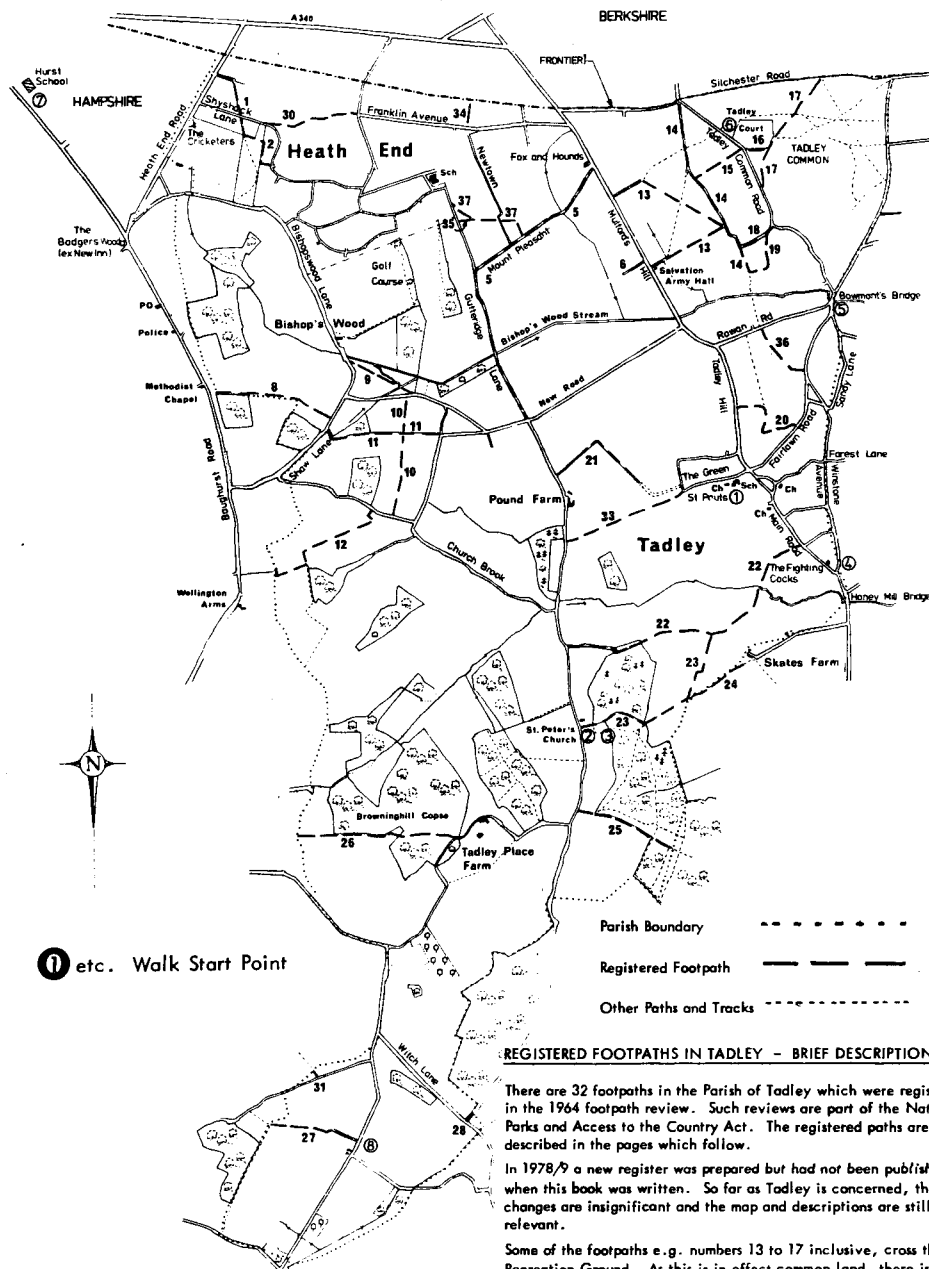 BERKSHIRE
A 340
FRONTIER!
Hurst
School
7
HAMPSHIRE
Silchester Road
Shyshack
Lane
1
30
Franklin Avenue
34
14
Tadley
6
Court
16
17
TADLEY
COMMON
Heath End Road
The
Cricketers
2
Heath End
Newtown
Fox and Hounds
Tadley Common Road
15
17
Sch
13
14
37
35
37
5
Mullards Hill
The
Badgers Wood
(ex New Inn)
Bishopswood Lane
Golf
Course
Mount Pleasant
5
6
13
18
19
14
Salvation
Army Hall
PO
Bishop's Wood
Gutteridge Lane
Bishop's Wood Stream
Bowmont's Bridge
5
Police
Rowan Rd
36
Methodist
Chapel
8
9
New Road
Tadley Hill
Sandy Lane
10
11
11
20
Fairlawn Road
Baughurst Road
Shaw Lane
10
21
The Green
Forest Lane
Ch
Sch
Ch
St Pauls
1
Winstone Avenue
Pound Farm
33
Ch
Main Road
12
Tadley
Church Brook
22
The Fighting
Cocks
4
Wellington
Arms
Honey Mill Bridge
22
23
Skates Farm
24
St. Peter's
Church
2
3
23
N
Browninghill Copse
25
26
Tadley Place
Farm
Parish Boundary
1 etc. Walk Start Point
Registered Footpath
Other Paths and Tracks
Witch Lane
31
28
27
8
REGISTERED FOOTPATHS IN TADLEY – BRIEF DESCRIPTION
There are 32 footpaths in the Parish of Tadley which were regis
in the 1964 footpath review. Such reviews are part of the Nat
Parks and Access to the Country Act. The registered paths are
described in the pages which follow.
In 1978/9 a new register was prepared but had not been publish
when this book was written. So far as Tadley is concerned, th
changes are insignificant and the map and descriptions are still
relevant.
Some of the footpaths e.g. numbers 13 to 17 inclusive, cross th
Recreation Ground. As this is in effect common land, there is